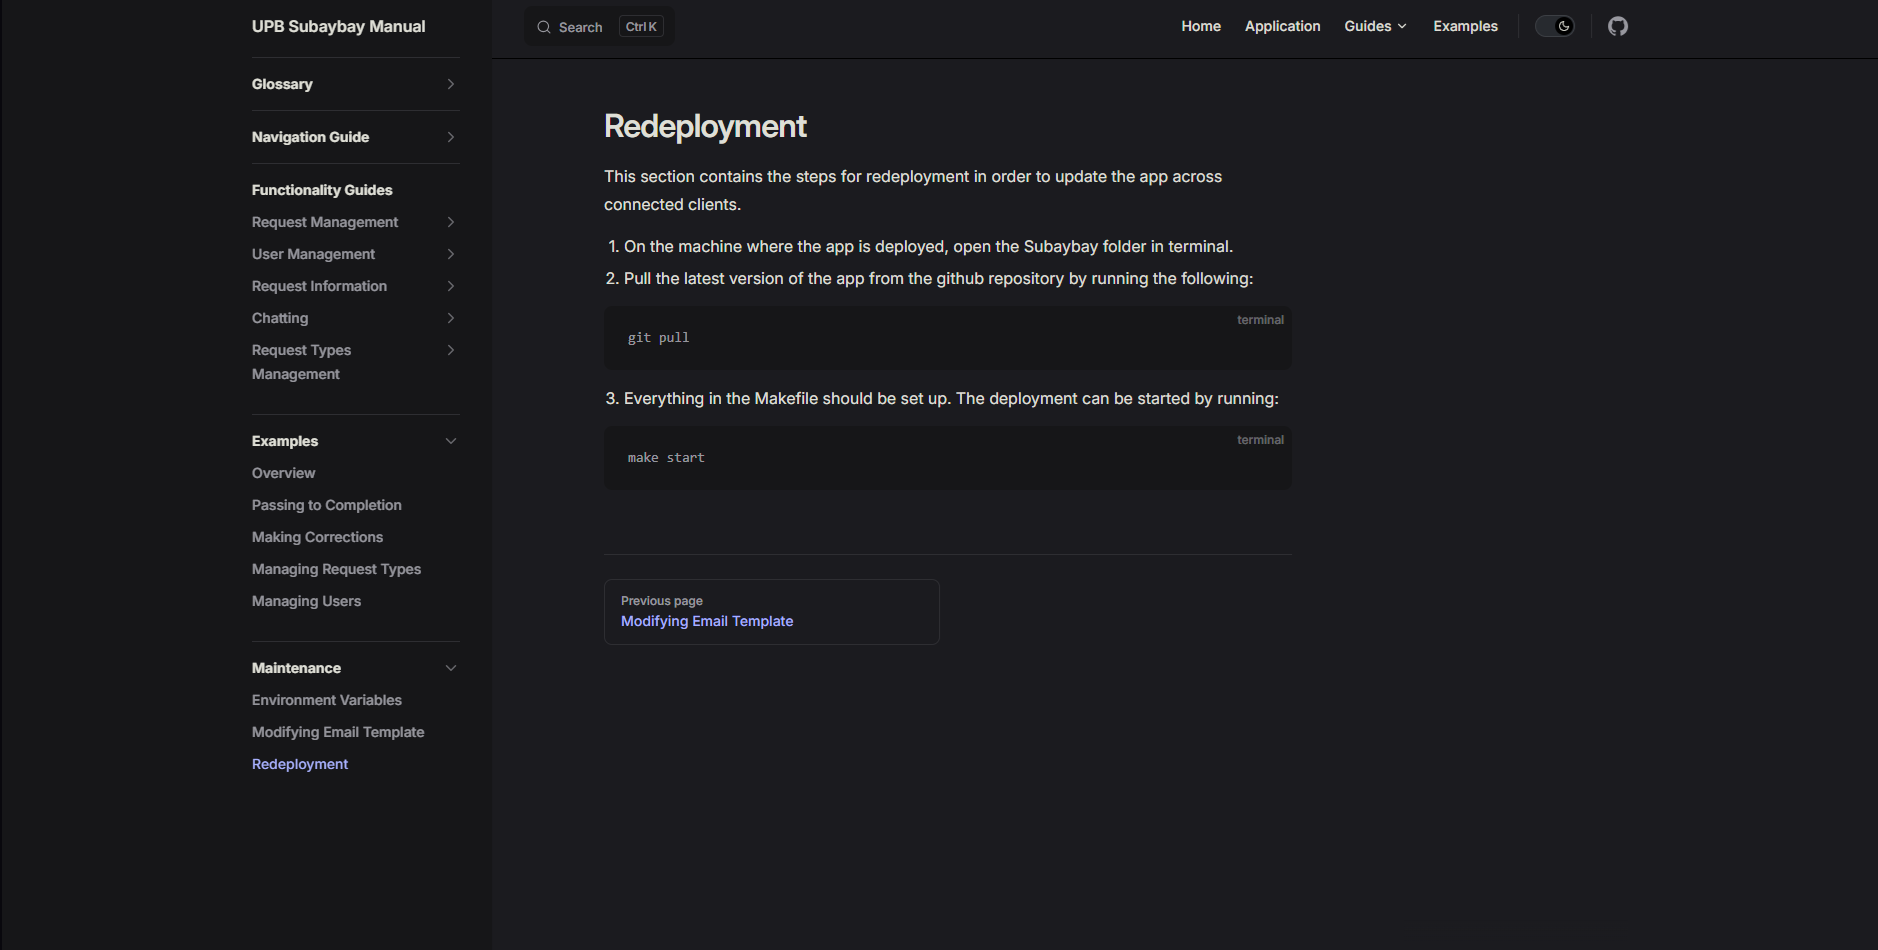 UPB Subaybay Manual
Search Ctrl K
Home Application Guides Examples
Glossary
Navigation Guide
Functionality Guides
Request Management
User Management
Request Information
Chatting
Request Types
Management
Examples
Overview
Passing to Completion
Making Corrections
Managing Request Types
Managing Users
Maintenance
Environment Variables
Modifying Email Template
Redeployment
Redeployment
This section contains the steps for redeployment in order to update the app across
connected clients.
1. On the machine where the app is deployed, open the Subaybay folder in terminal.
2. Pull the latest version of the app from the github repository by running the following:
terminal
git pull
3. Everything in the Makefile should be set up. The deployment can be started by running:
terminal
make start
Previous page
Modifying Email Template